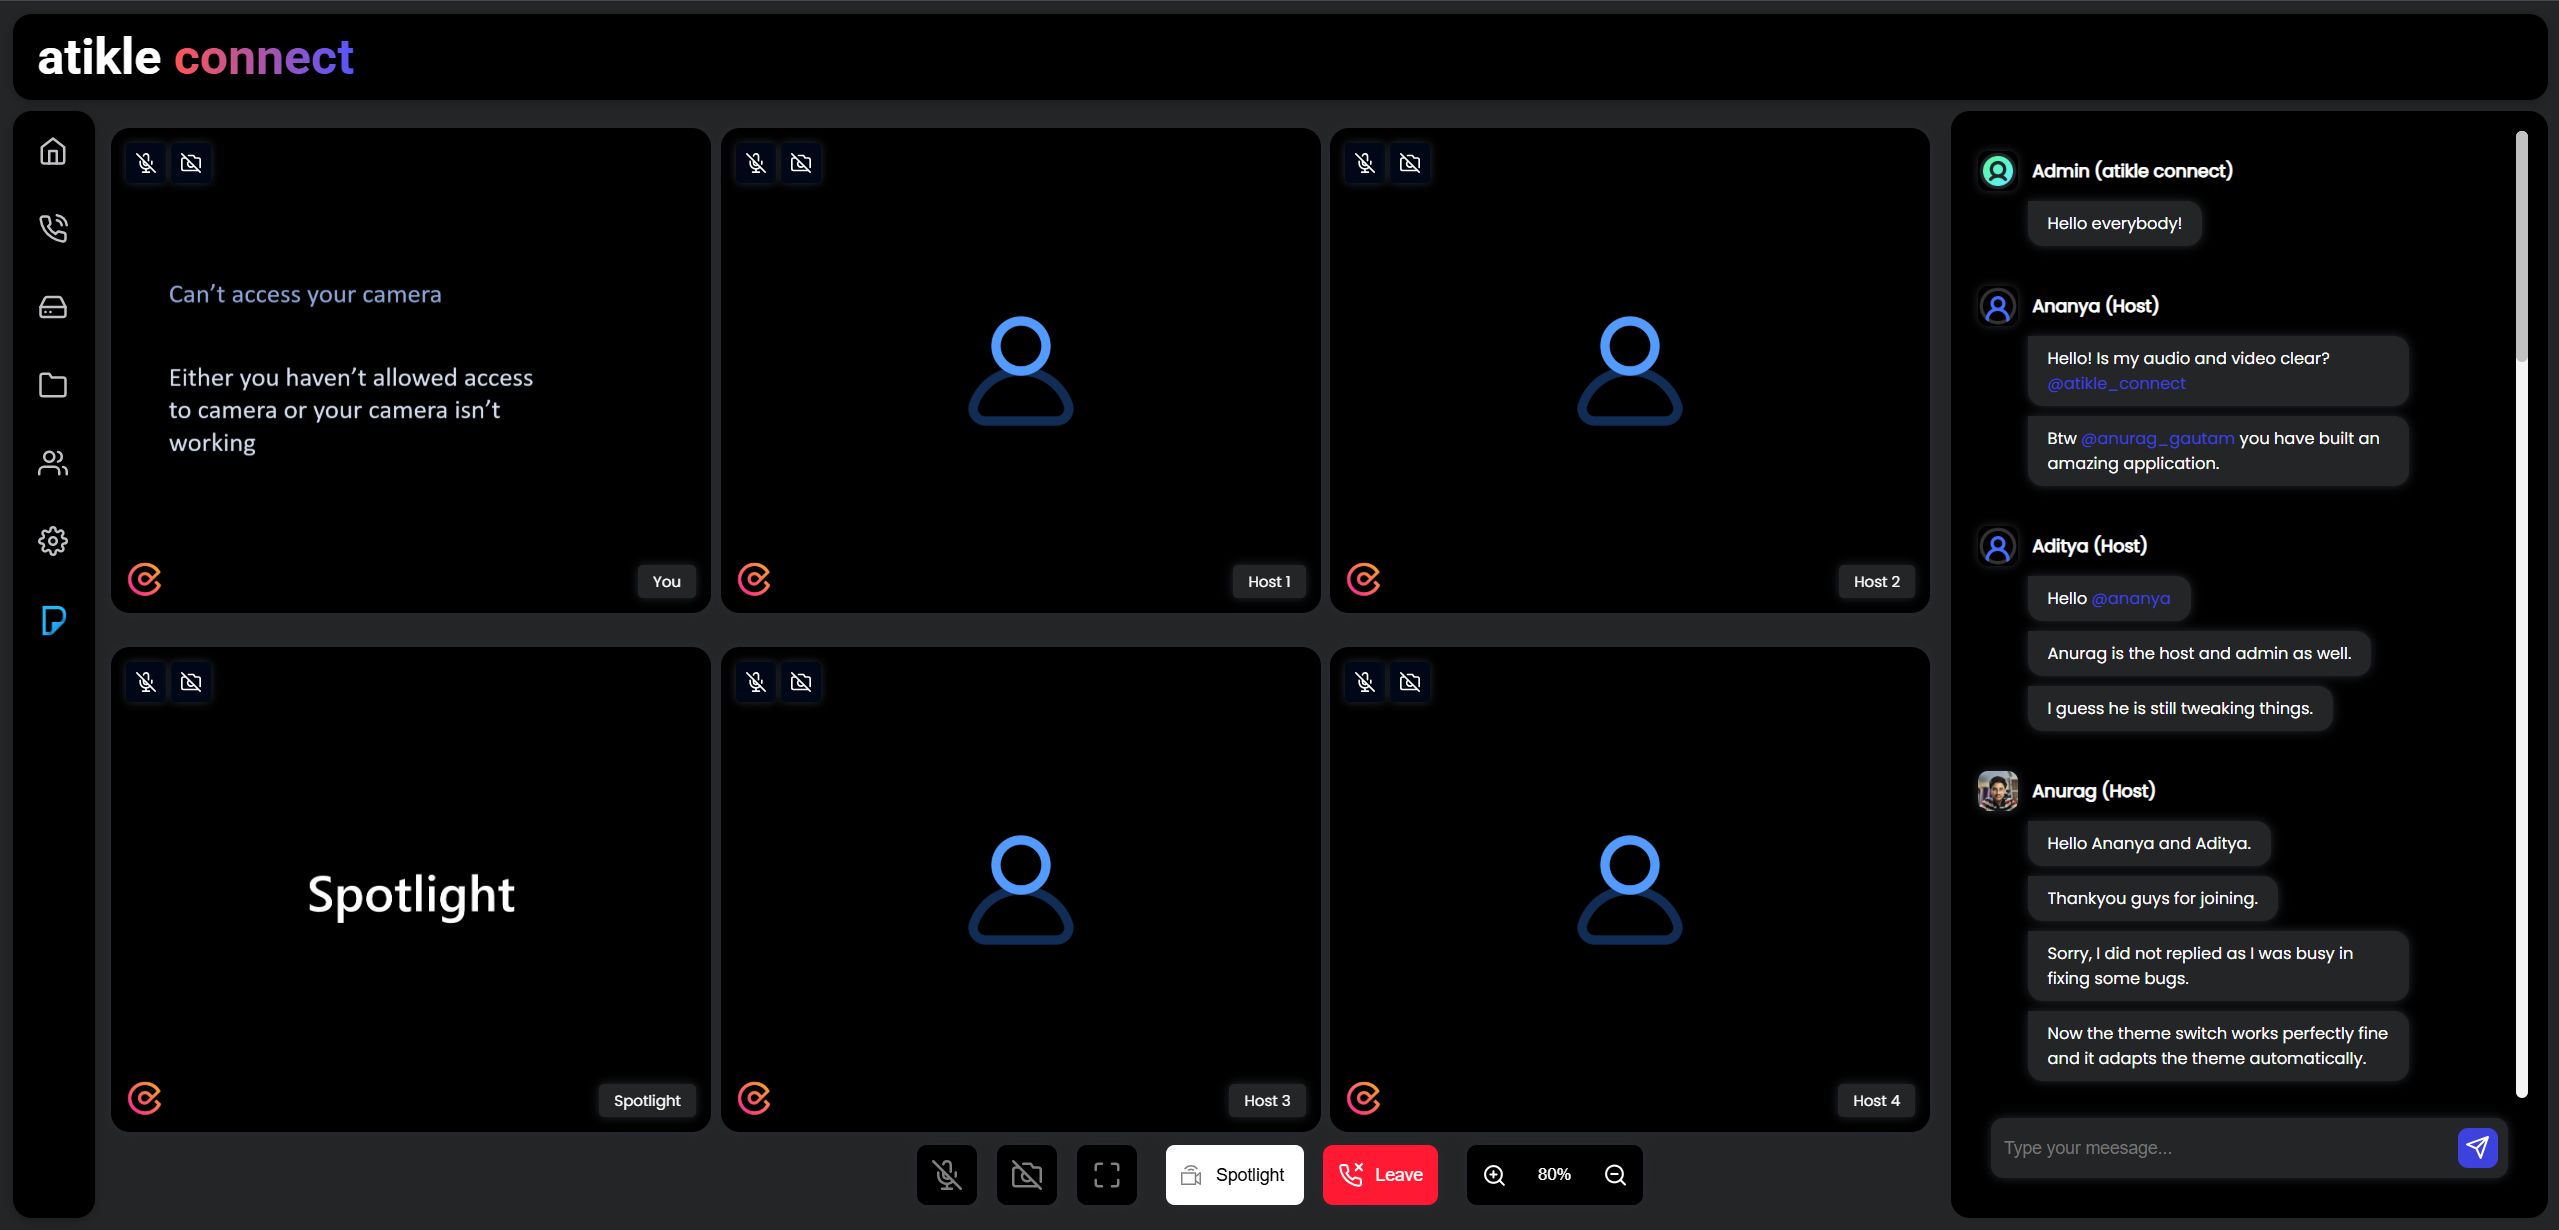 atikle connect
Can't access your camera
Either you haven't allowed access
to camera or your camera isn't
working
You
Host 1
Host 2
Spotlight
Spotlight
Host 3
Host 4
Spotlight
Leave
80%
Admin (atikle connect)
Hello everybody!
Ananya (Host)
Hello! Is my audio and video clear?
@atikle_connect
Btw @anurag_gautam you have built an
amazing application.
Aditya (Host)
Hello @ananya
Anurag is the host and admin as well.
I guess he is still tweaking things.
Anurag (Host)
Hello Ananya and Aditya.
Thankyou guys for joining.
Sorry, I did not replied as I was busy in
fixing some bugs.
Now the theme switch works perfectly fine
and it adapts the theme automatically.
Type your meesage...